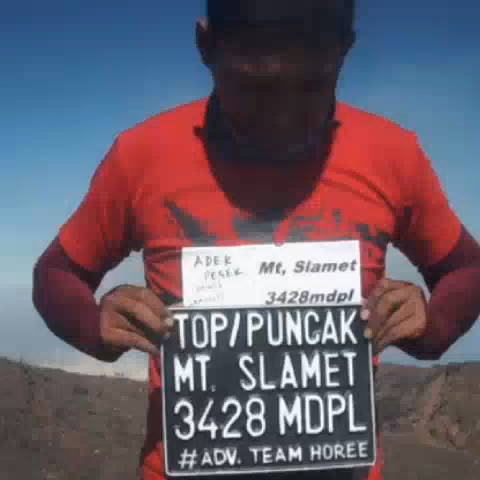 ADEK
PESEK
Mt, Slamet
3428mdpl
TOP/PUNCAK
MT. SLAMET
3428 MDPL
#ADV. TEAM HOREE